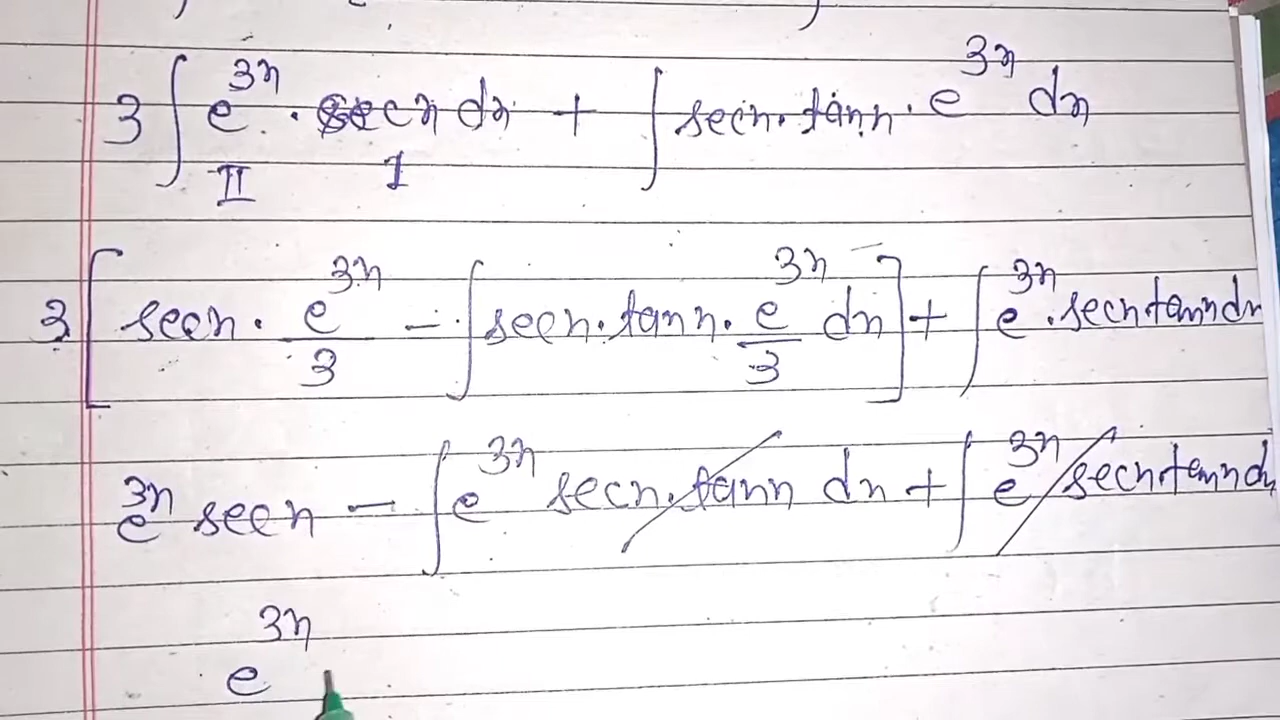 3∫ e^{3x} · secx dx + ∫ secx · tanx · e^{3x} dx
II I
3[ secx · e^{3x}/3 - ∫ secx · tanx · e^{3x}/3 dx ] + ∫ e^{3x} · secx tanx dx
e^{3x} secx - ∫ e^{3x} secx · tanx dx + ∫ e^{3x} secx · tanx dx
e^{3x}